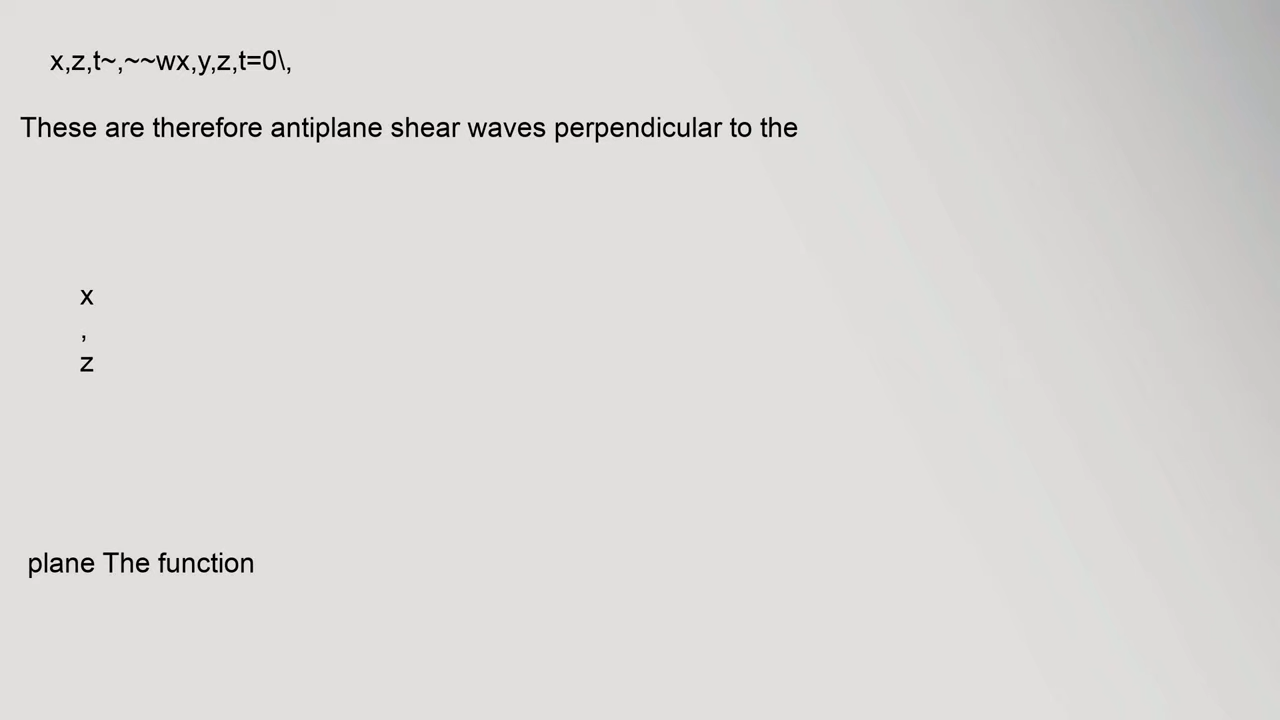 x,z,t~,~~wx,y,z,t=0\,
These are therefore antiplane shear waves perpendicular to the
x
,
z
plane The function